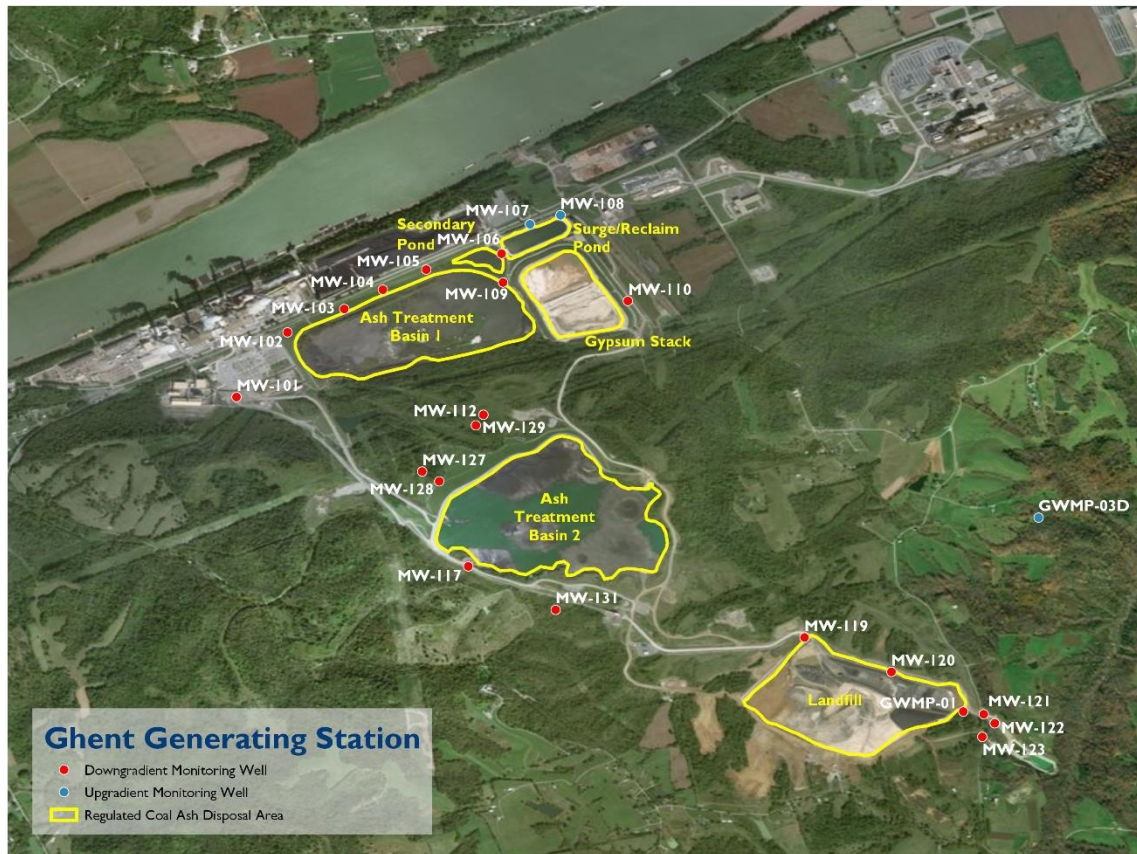 MW-108
MW-107
Secondary
Pond
Surge/Reclaim
Pond
MW-106
MW-105
MW-104
MW-109
MW-110
MW-103
Ash Treatment
Basin 1
MW-102
Gypsum Stack
MW-101
MW-112
MW-129
MW-127
MW-128
Ash
Treatment
Basin 2
GWMP-03D
MW-117
MW-131
MW-119
MW-120
Landfill
GWMP-01
MW-121
MW-122
MW-123
Ghent Generating Station
Downgradient Monitoring Well
Upgradient Monitoring Well
Regulated Coal Ash Disposal Area